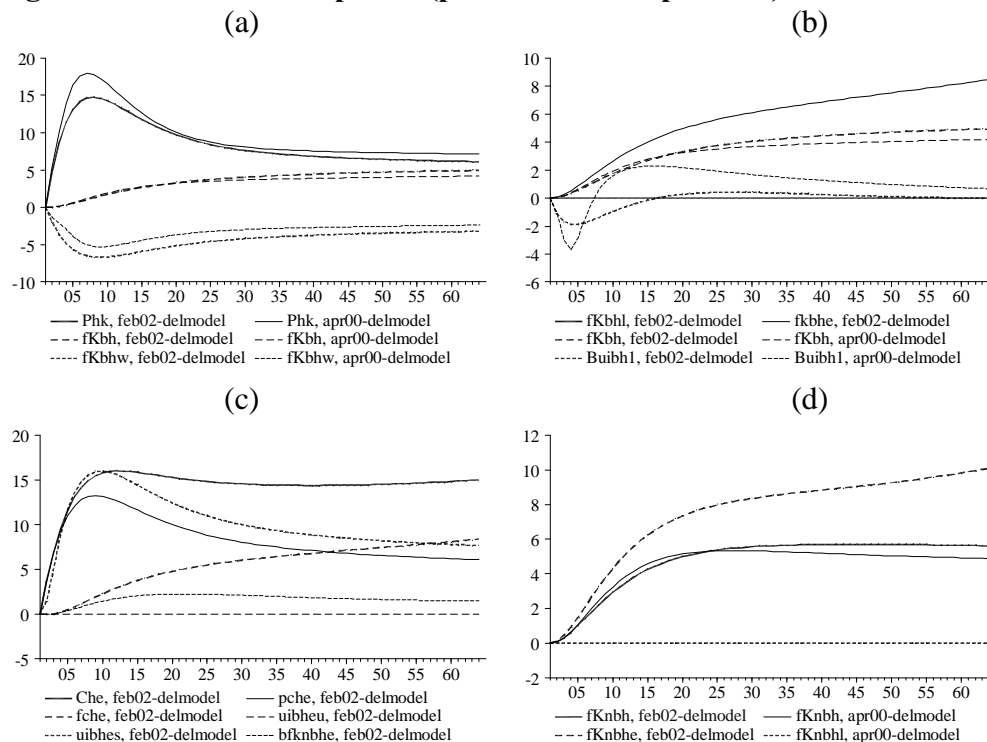 (a)
(b)
20
15
10
5
0
-5
-10
05 10 15 20 25 30 35 40 45 50 55 60
Phk, feb02-delmodel
Phk, apr00-delmodel
fKbh, feb02-delmodel
fKbh, apr00-delmodel
fKbhw, feb02-delmodel
fKbhw, apr00-delmodel
10
8
6
4
2
0
-2
-4
-6
05 10 15 20 25 30 35 40 45 50 55 60
fKbhl, feb02-delmodel
fkbhe, feb02-delmodel
fKbh, feb02-delmodel
fKbh, apr00-delmodel
Buibh1, feb02-delmodel
Buibh1, apr00-delmodel
(c)
(d)
20
15
10
5
0
-5
05 10 15 20 25 30 35 40 45 50 55 60
Che, feb02-delmodel
pche, feb02-delmodel
fche, feb02-delmodel
uibheu, feb02-delmodel
uibhes, feb02-delmodel
bfknbhe, feb02-delmodel
12
10
8
6
4
2
0
-2
05 10 15 20 25 30 35 40 45 50 55 60
fKnbh, feb02-delmodel
fKnbh, apr00-delmodel
fKnbhe, feb02-delmodel
fKnbhl, apr00-delmodel